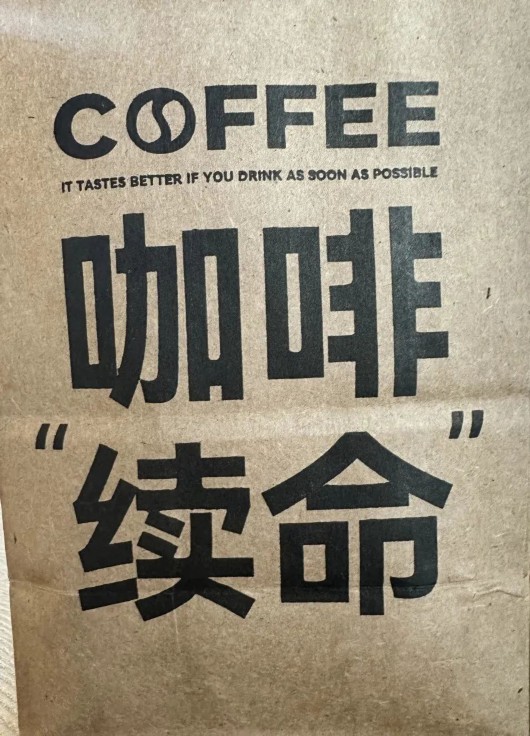 COFFEE
IT TASTES BETTER IF YOU DRINK AS SOON AS POSSIBLE
咖啡
“续命”